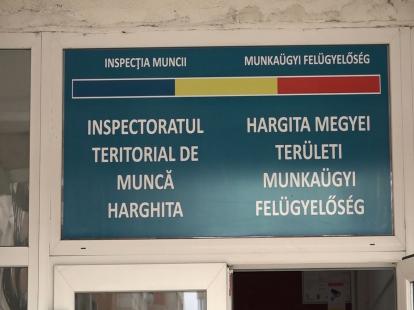 INSPECȚIA MUNCII
MUNKAÜGYI FELÜGYELŐSÉG
INSPECTORATUL
TERITORIAL DE
MUNCĂ
HARGHITA
HARGITA MEGYEI
TERÜLETI
MUNKAÜGYI
FELÜGYELŐSÉG